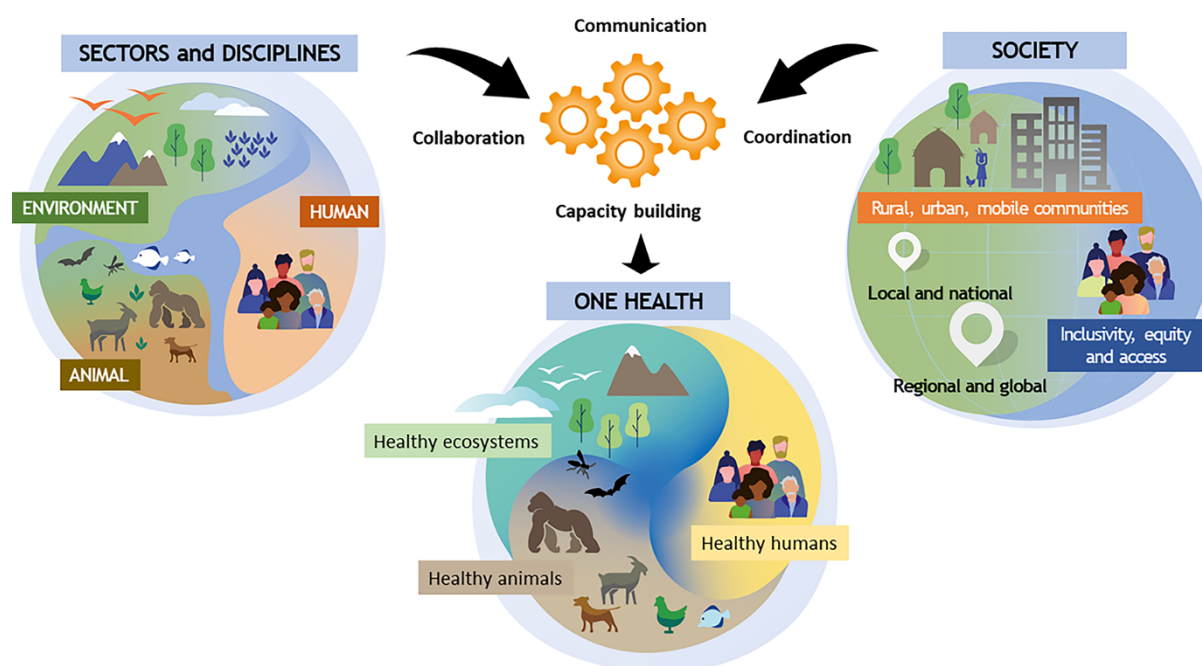 Communication
SECTORS and DISCIPLINES
SOCIETY
Collaboration
Coordination
ENVIRONMENT
HUMAN
Rural, urban, mobile communities
Capacity building
Local and national
ONE HEALTH
Inclusivity, equity
and access
ANIMAL
Regional and global
Healthy ecosystems
Healthy humans
Healthy animals